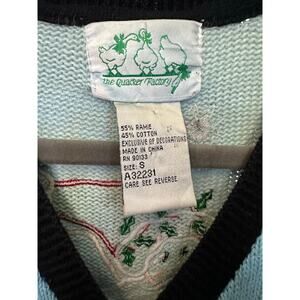 the Quacker Factory
55% RAMIE
45% COTTON
EXCLUSIVE OF DECORATIONS
MADE IN CHINA
RN 90133
SIZE: S
A32231
CARE SEE REVERSE